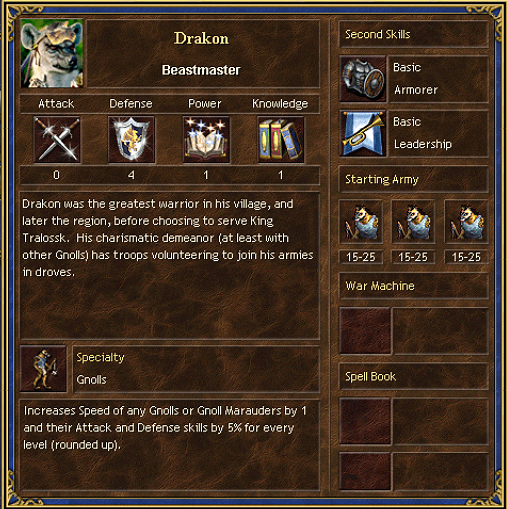 Drakon
Beastmaster
Attack Defense Power Knowledge
0 4 1 1
Drakon was the greatest warrior in his village, and
later the region, before choosing to serve King
Tralossk. His charismatic demeanor (at least with
other Gnolls) has troops volunteering to join his armies
in droves.
Specialty
Gnolls
Increases Speed of any Gnolls or Gnoll Marauders by 1
and their Attack and Defense skills by 5% for every
level (rounded up).
Second Skills
Basic
Armorer
Basic
Leadership
Starting Army
15-25 15-25 15-25
War Machine
Spell Book